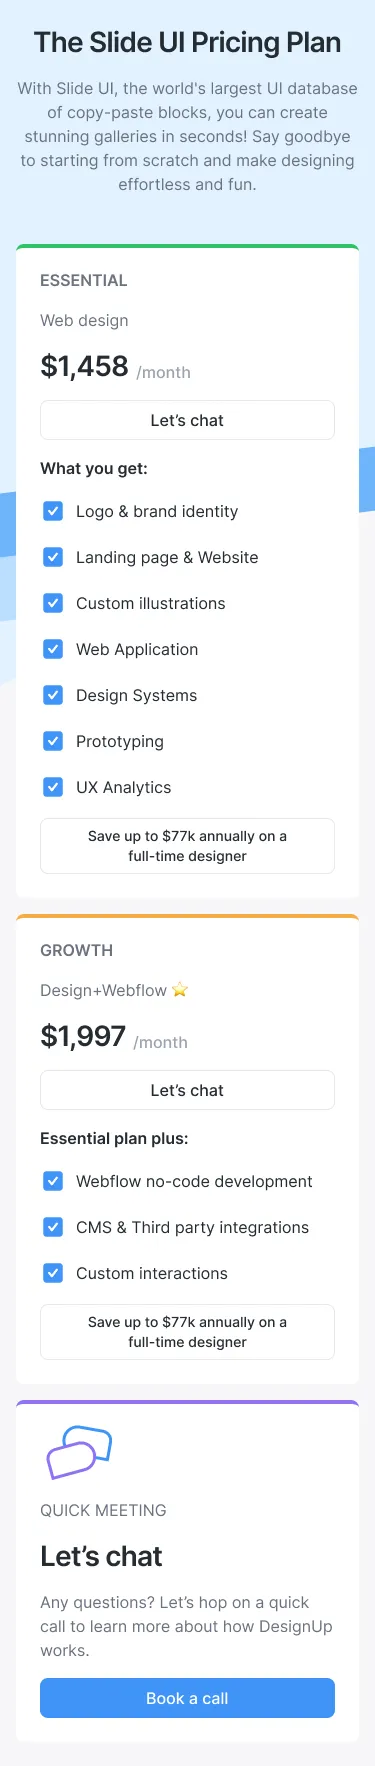 The Slide UI Pricing Plan
With Slide UI, the world's largest UI database
of copy-paste blocks, you can create
stunning galleries in seconds! Say goodbye
to starting from scratch and make designing
effortless and fun.
ESSENTIAL
Web design
$1,458 /month
Let’s chat
What you get:
Logo & brand identity
Landing page & Website
Custom illustrations
Web Application
Design Systems
Prototyping
UX Analytics
Save up to $77k annually on a
full-time designer
GROWTH
Design+Webflow ⭐
$1,997 /month
Let’s chat
Essential plan plus:
Webflow no-code development
CMS & Third party integrations
Custom interactions
Save up to $77k annually on a
full-time designer
QUICK MEETING
Let’s chat
Any questions? Let’s hop on a quick
call to learn more about how DesignUp
works.
Book a call